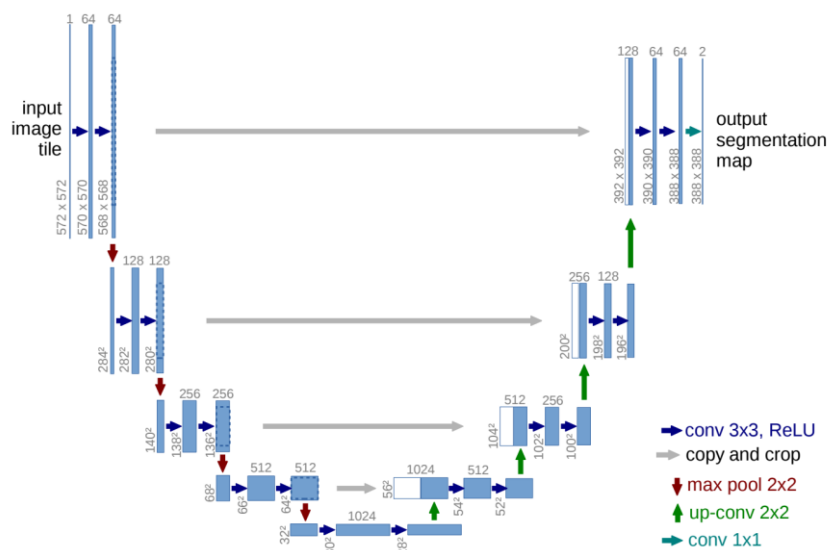 1 64 64
input
image
tile
572 x 572
570 x 570
568 x 568
128 64 64 2
output
segmentation
map
392 x 392
390 x 390
388 x 388
388 x 388
128 128
284²
282²
280²
256 128
200²
198²
196²
256 256
140²
138²
136²
512 256
104²
102²
100²
512 512
68²
66²
64²
1024 512
56²
54²
52²
1024
32²
conv 3x3, ReLU
copy and crop
max pool 2x2
up-conv 2x2
conv 1x1